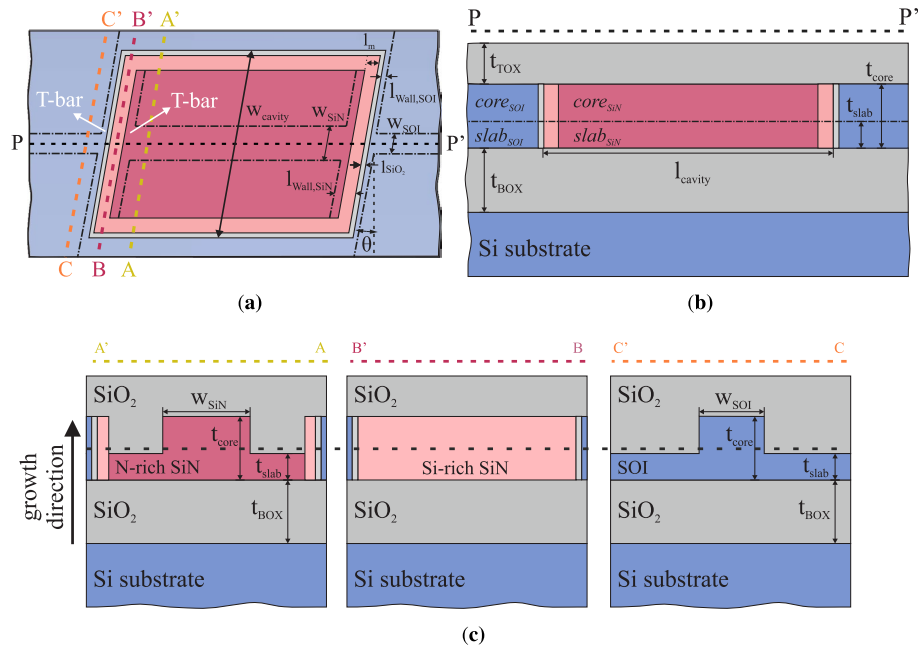 C’ B’ A’
l_m
T-bar T-bar
l_Wall,SOI
w_cavity
w_SiN
w_SOI
P P’
l_SiO₂
l_Wall,SiN
θ
C B A
(a)
P P’
t_TOX
t_core
core_SOI core_SiN
t_slab
slab_SOI slab_SiN
l_cavity
t_BOX
Si substrate
(b)
A’ A
SiO₂
w_SiN
t_core
N-rich SiN
t_slab
SiO₂
t_BOX
Si substrate
growth
direction
B’ B
SiO₂
Si-rich SiN
SiO₂
Si substrate
C’ C
SiO₂
w_SOI
t_core
SOI
t_slab
SiO₂
t_BOX
Si substrate
(c)